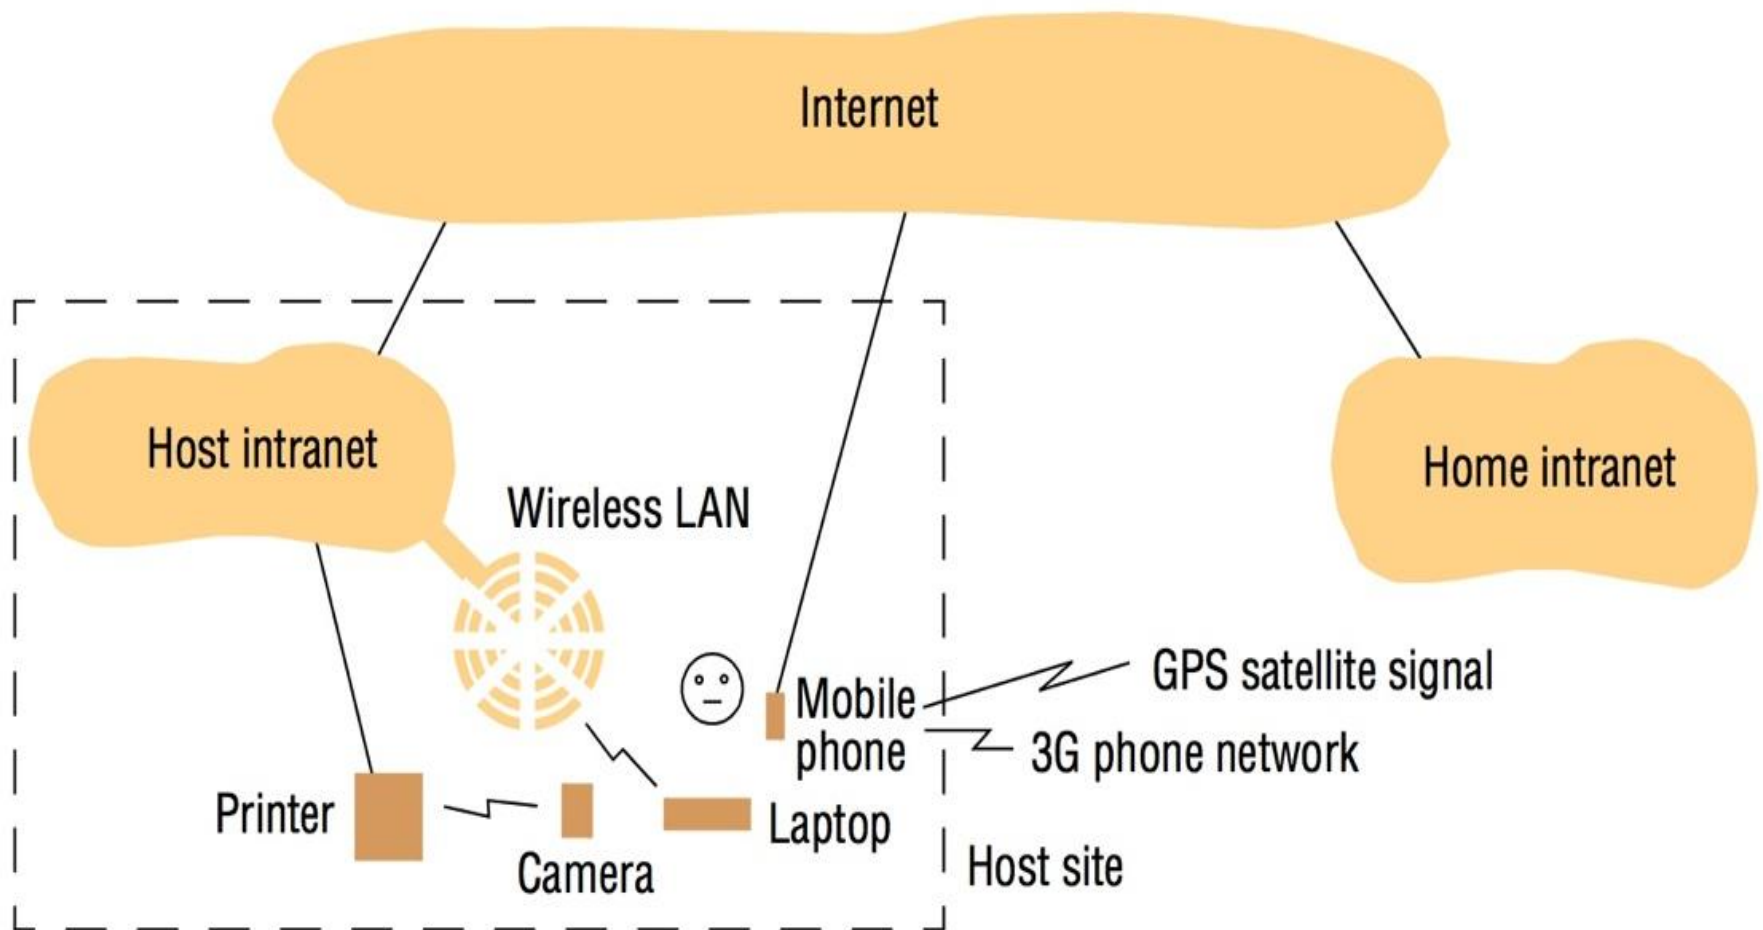 Internet
Host intranet
Wireless LAN
Home intranet
Mobile
phone
GPS satellite signal
3G phone network
Printer
Camera
Laptop
Host site